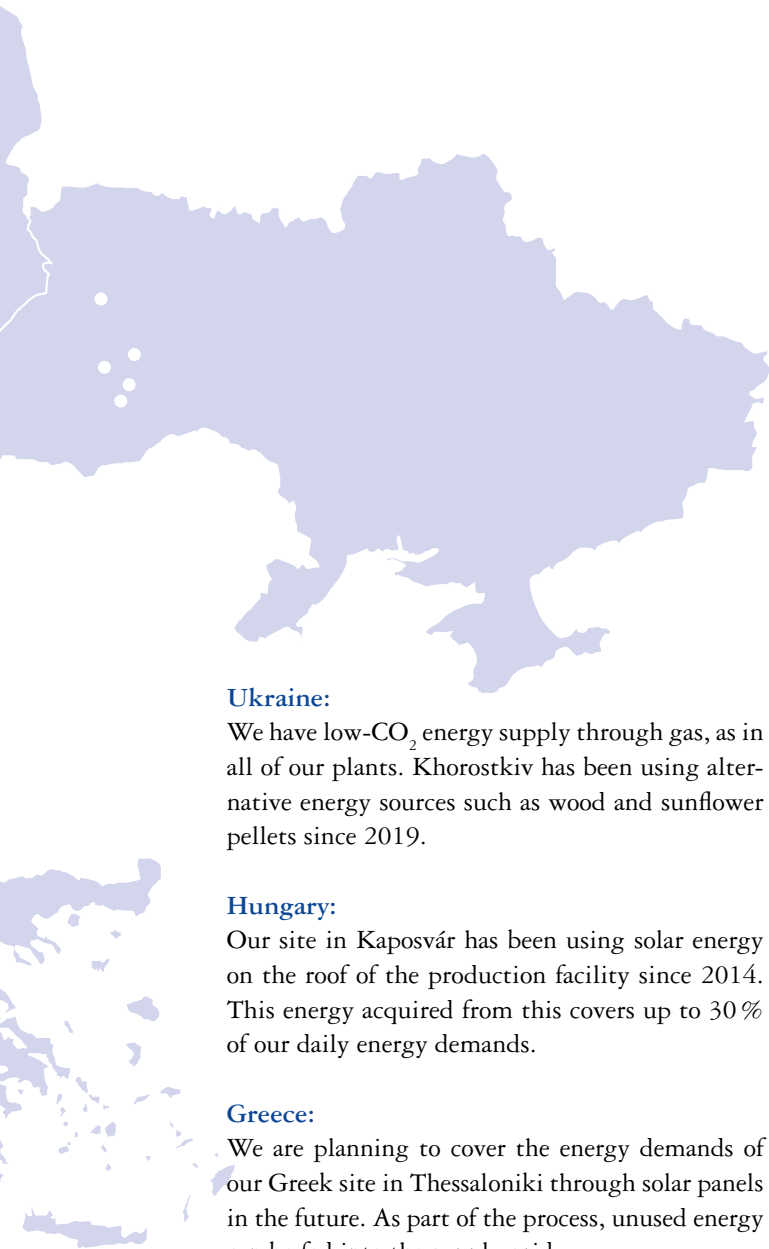 Ukraine:
We have low-CO₂ energy supply through gas, as in
all of our plants. Khorostkiv has been using alter-
native energy sources such as wood and sunflower
pellets since 2019.
Hungary:
Our site in Kaposvár has been using solar energy
on the roof of the production facility since 2014.
This energy acquired from this covers up to 30 %
of our daily energy demands.
Greece:
We are planning to cover the energy demands of
our Greek site in Thessaloniki through solar panels
in the future. As part of the process, unused energy